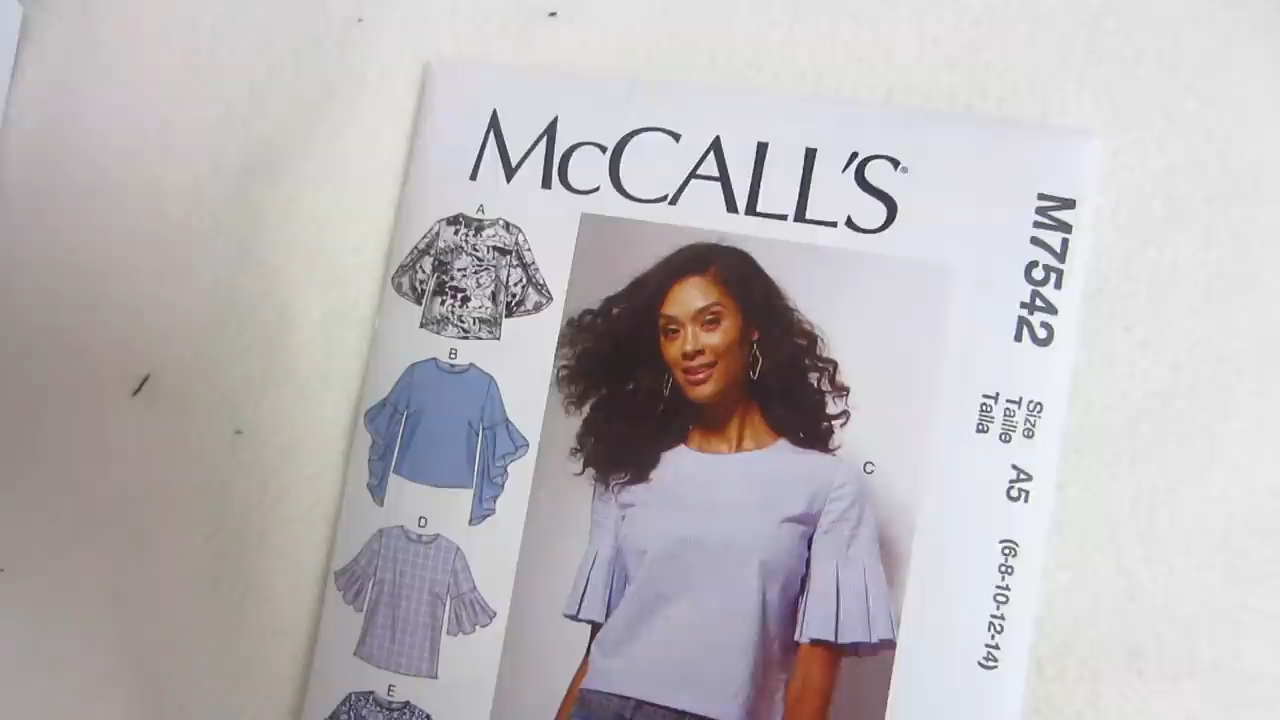 McCALL'S®
A
B
D
E
C
M7542
Size
Taille
Talla
A5
(6-8-10-12-14)